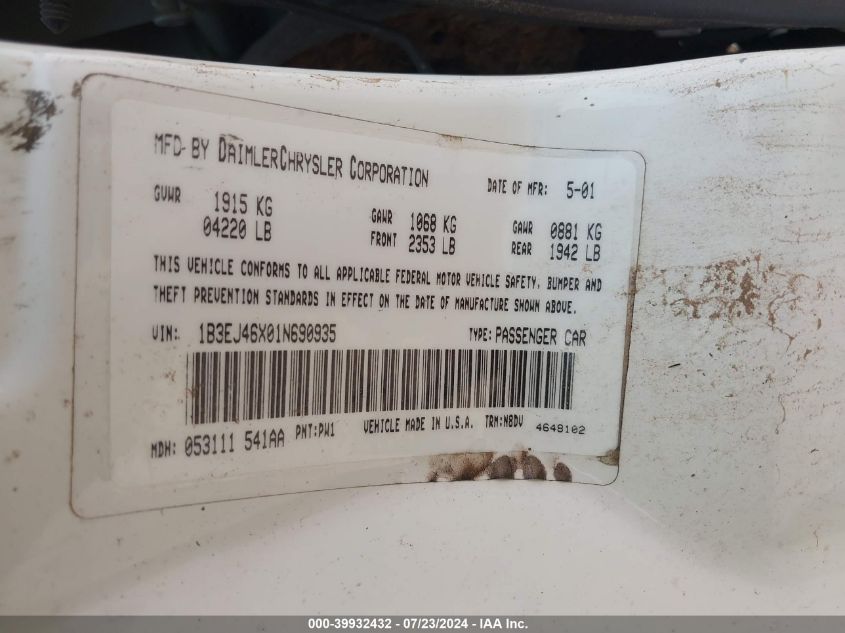 MFD BY DAIMLERCHRYSLER CORPORATION DATE OF MFR: 5-01
GVWR 1915 KG GAWR 1068 KG GAWR 0881 KG
04220 LB FRONT 2353 LB REAR 1942 LB
THIS VEHICLE CONFORMS TO ALL APPLICABLE FEDERAL MOTOR VEHICLE SAFETY, BUMPER AND
THEFT PREVENTION STANDARDS IN EFFECT ON THE DATE OF MANUFACTURE SHOWN ABOVE.
VIN: 1B3EJ46X01N690935 TYPE: PASSENGER CAR
MDH: 053111 541AA PNT: PW1 VEHICLE MADE IN U.S.A. TRM: N8DV 4648102
000-39932432 - 07/23/2024 - IAA Inc.